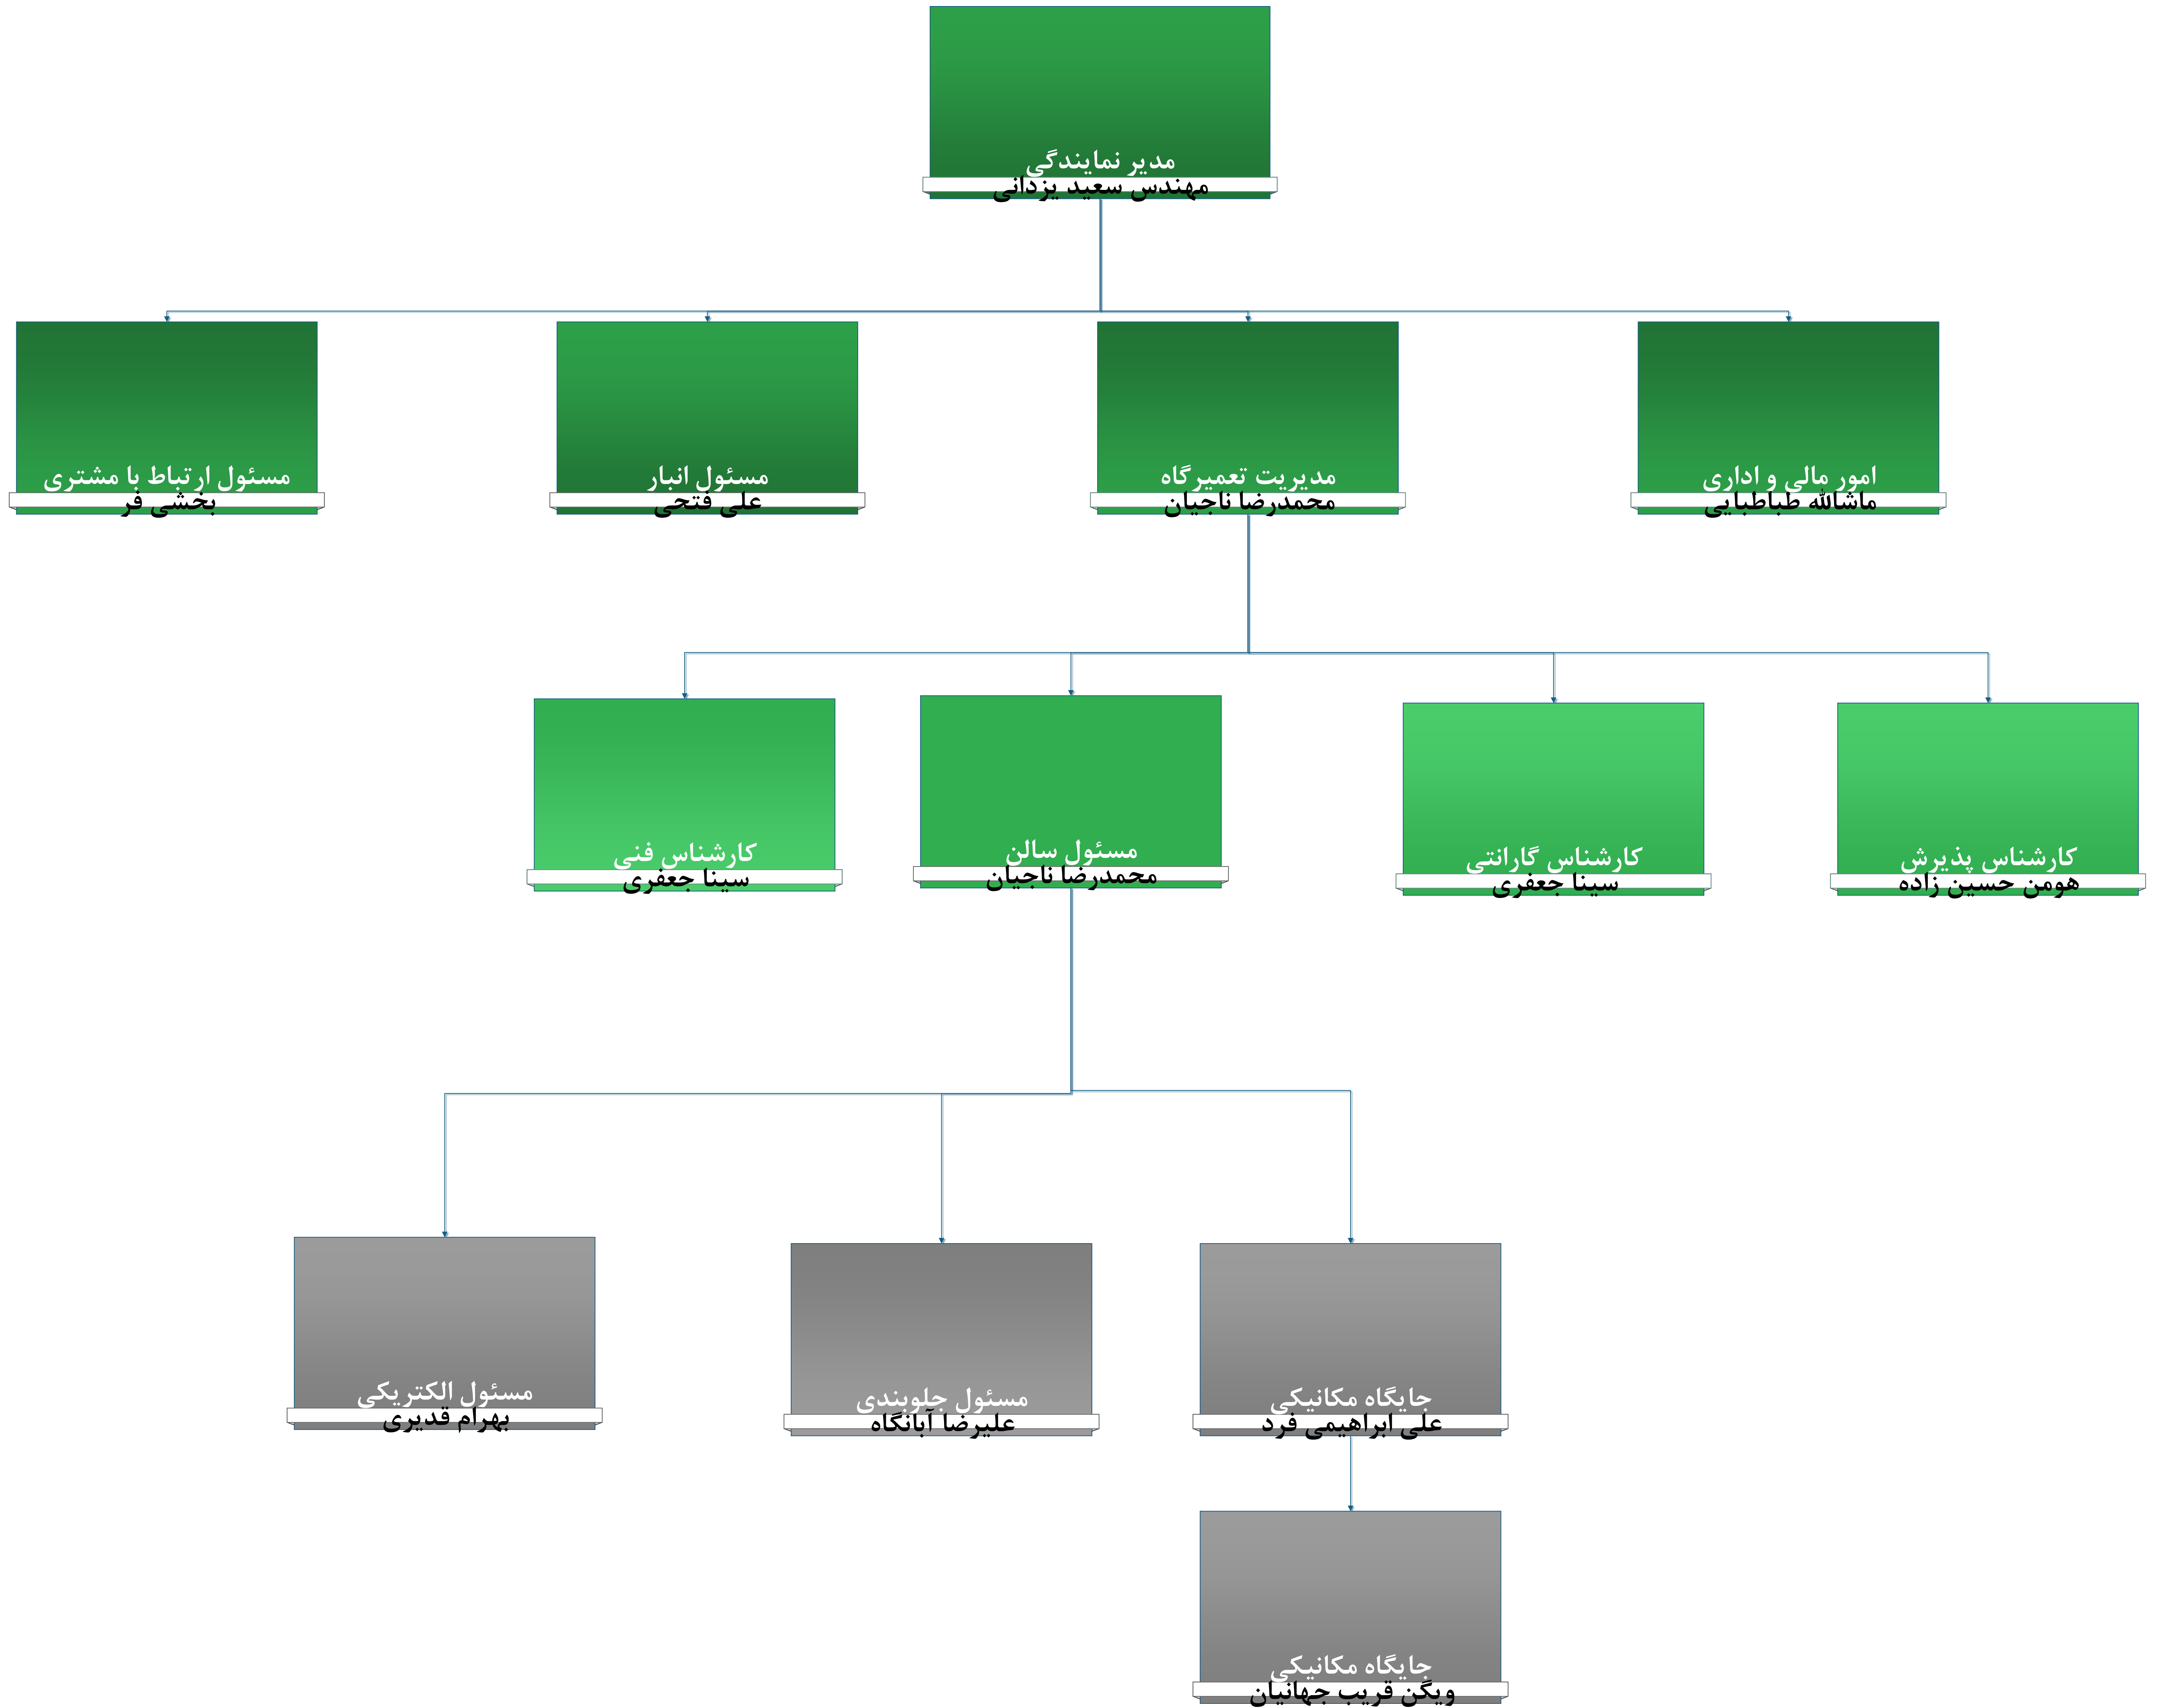 مدیر نمایندگی
مهندس سعید یزدانی
امور مالی و اداری
ماشالله طباطبایی
مدیریت تعمیرگاه
محمدرضا ناجیان
مسئول انبار
علی فتحی
مسئول ارتباط با مشتری
بخشی فر
کارشناس پذیرش
هومن حسین زاده
کارشناس گارانتی
سینا جعفری
مسئول سالن
محمدرضا ناجیان
کارشناس فنی
سینا جعفری
جایگاه مکانیکی
علی ابراهیمی فرد
مسئول جلوبندی
علیرضا آبانگاه
مسئول الکتریکی
بهرام قدیری
جایگاه مکانیکی
ویگن قریب جهانیان